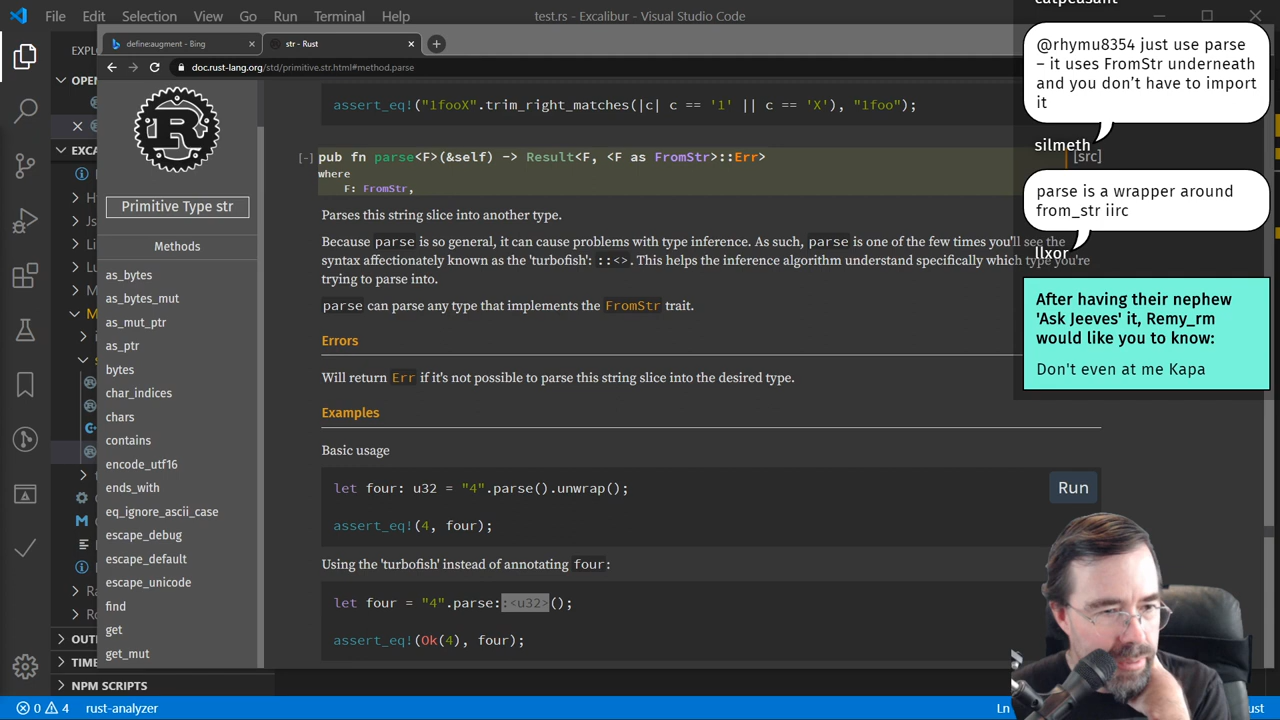 File Edit Selection View Go Run Terminal Help
test.rs - Excalibur - Visual Studio Code
define:augment - Bing
str - Rust
doc.rust-lang.org/std/primitive.str.html#method.parse
Primitive Type str
Methods
as_bytes
as_bytes_mut
as_mut_ptr
as_ptr
bytes
char_indices
chars
contains
encode_utf16
ends_with
eq_ignore_ascii_case
escape_debug
escape_default
escape_unicode
find
get
get_mut
assert_eq!("1fooX".trim_right_matches(|c| c == '1' || c == 'X'), "1foo");
[-] pub fn parse<F>(&self) -> Result<F, <F as FromStr>::Err>
[src]
where
F: FromStr,
Parses this string slice into another type.
Because parse is so general, it can cause problems with type inference. As such, parse is one of the few times you'll see the
syntax affectionately known as the 'turbofish': ::<>. This helps the inference algorithm understand specifically which type you're
trying to parse into.
parse can parse any type that implements the FromStr trait.
Errors
Will return Err if it's not possible to parse this string slice into the desired type.
Examples
Basic usage
let four: u32 = "4".parse().unwrap();
Run
assert_eq!(4, four);
Using the 'turbofish' instead of annotating four:
let four = "4".parse::<u32>();
assert_eq!(Ok(4), four);
@rhymu8354 just use parse
– it uses FromStr underneath
and you don't have to import
it
silmeth
parse is a wrapper around
from_str iirc
llxor
After having their nephew
'Ask Jeeves' it, Remy_rm
would like you to know:
Don't even at me Kapa
NPM SCRIPTS
0 4 rust-analyzer
Ln